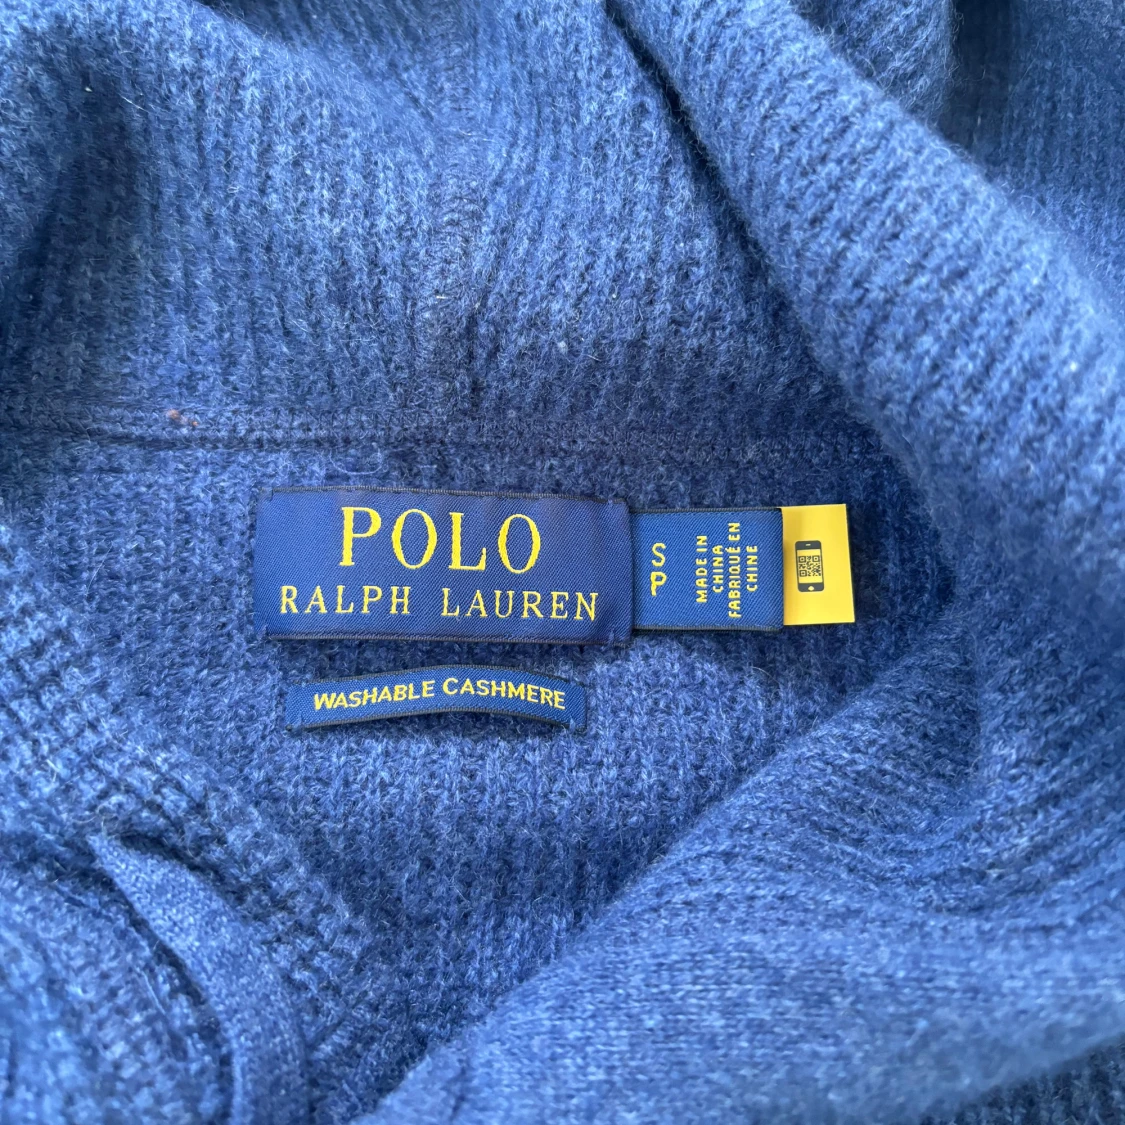 POLO
RALPH LAUREN
S
P
MADE IN
CHINA
FABRIQUÉ EN
CHINE
WASHABLE CASHMERE